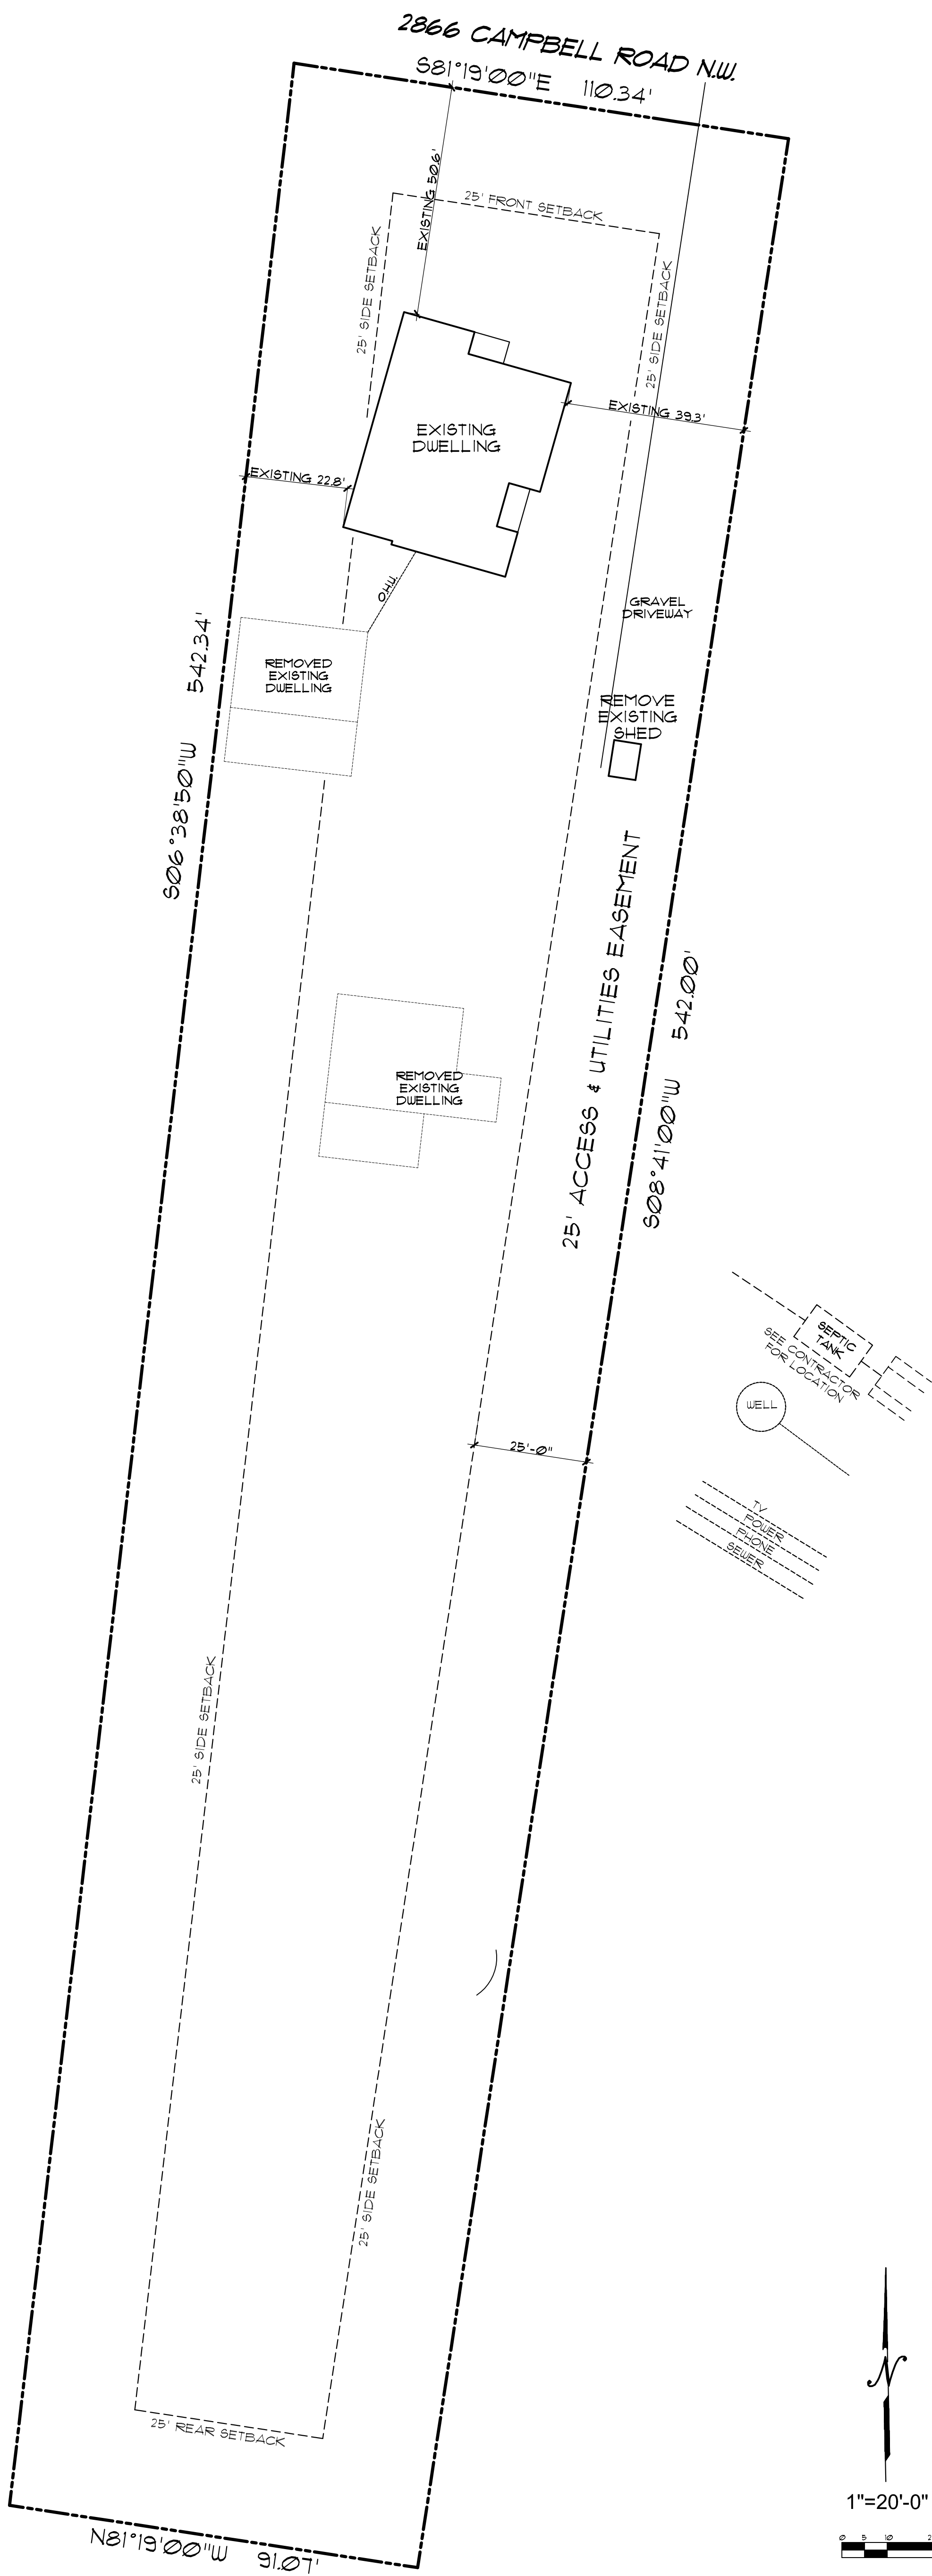 2866 CAMPBELL ROAD N.W.
S81°19'00"E 110.34'
EXISTING 50.6'
25' FRONT SETBACK
25' SIDE SETBACK
25' SIDE SETBACK
EXISTING 39.3'
EXISTING
DWELLING
EXISTING 22.8'
O.H.U.
GRAVEL
DRIVEWAY
542.34'
S06°38'50"W
REMOVED
EXISTING
DWELLING
REMOVE
EXISTING
SHED
25' ACCESS & UTILITIES EASEMENT
542.00'
S08°41'00"W
REMOVED
EXISTING
DWELLING
SEPTIC
TANK
SEE CONTRACTOR
FOR LOCATION
WELL
25'-0"
TV
POWER
PHONE
SEWER
25' SIDE SETBACK
25' SIDE SETBACK
25' REAR SETBACK
N81°19'00"W 91.07'
N
1"=20'-0"
0 5 10 2